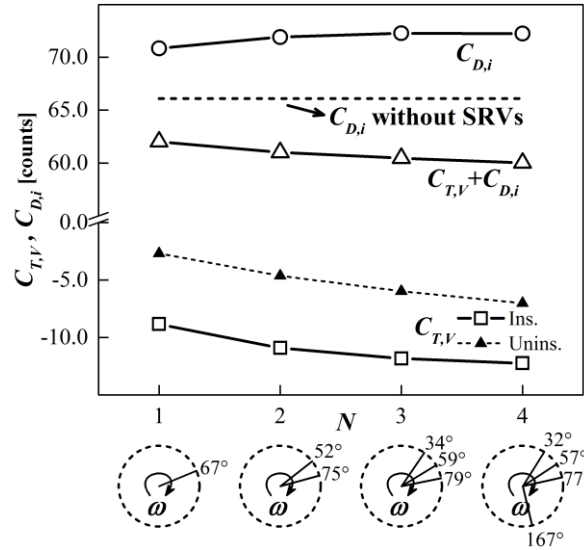 C_{T,V}, C_{D,i} [counts]
70.0
65.0
60.0
0.0
-5.0
-10.0
C_{D,i}
C_{D,i} without SRVs
C_{T,V}+C_{D,i}
C_{T,V}
Ins.
Unins.
1 2 N 3 4
67°
ω
52°
75°
ω
34°
59°
79°
ω
32°
57°
77
167°
ω